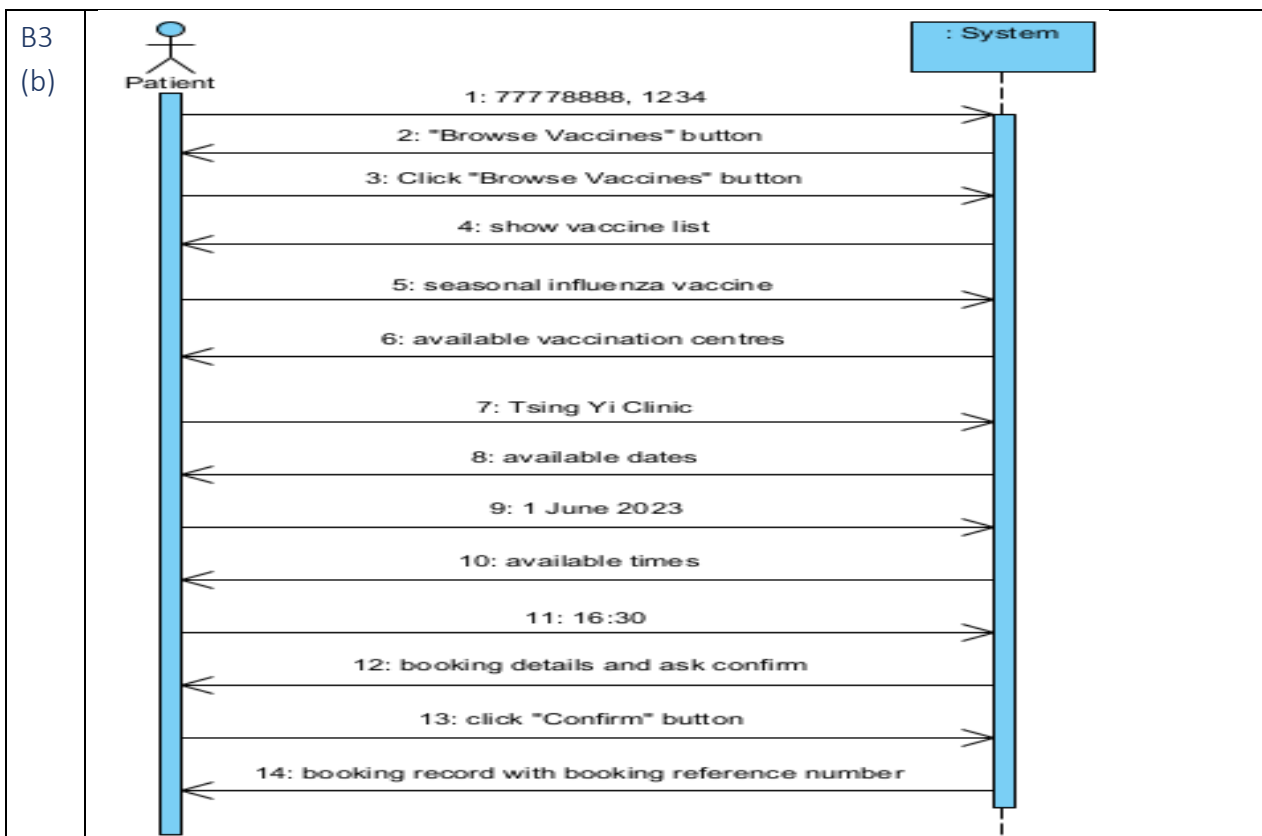 B3
(b)
: System
Patient
1: 77778888, 1234
2: "Browse Vaccines" button
3: Click "Browse Vaccines" button
4: show vaccine list
5: seasonal influenza vaccine
6: available vaccination centres
7: Tsing Yi Clinic
8: available dates
9: 1 June 2023
10: available times
11: 16:30
12: booking details and ask confirm
13: click "Confirm" button
14: booking record with booking reference number